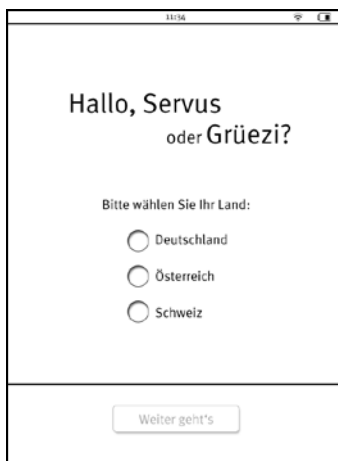 11:34
Hallo, Servus
oder Grüezi?
Bitte wählen Sie Ihr Land:
Deutschland
Österreich
Schweiz
Weiter geht's